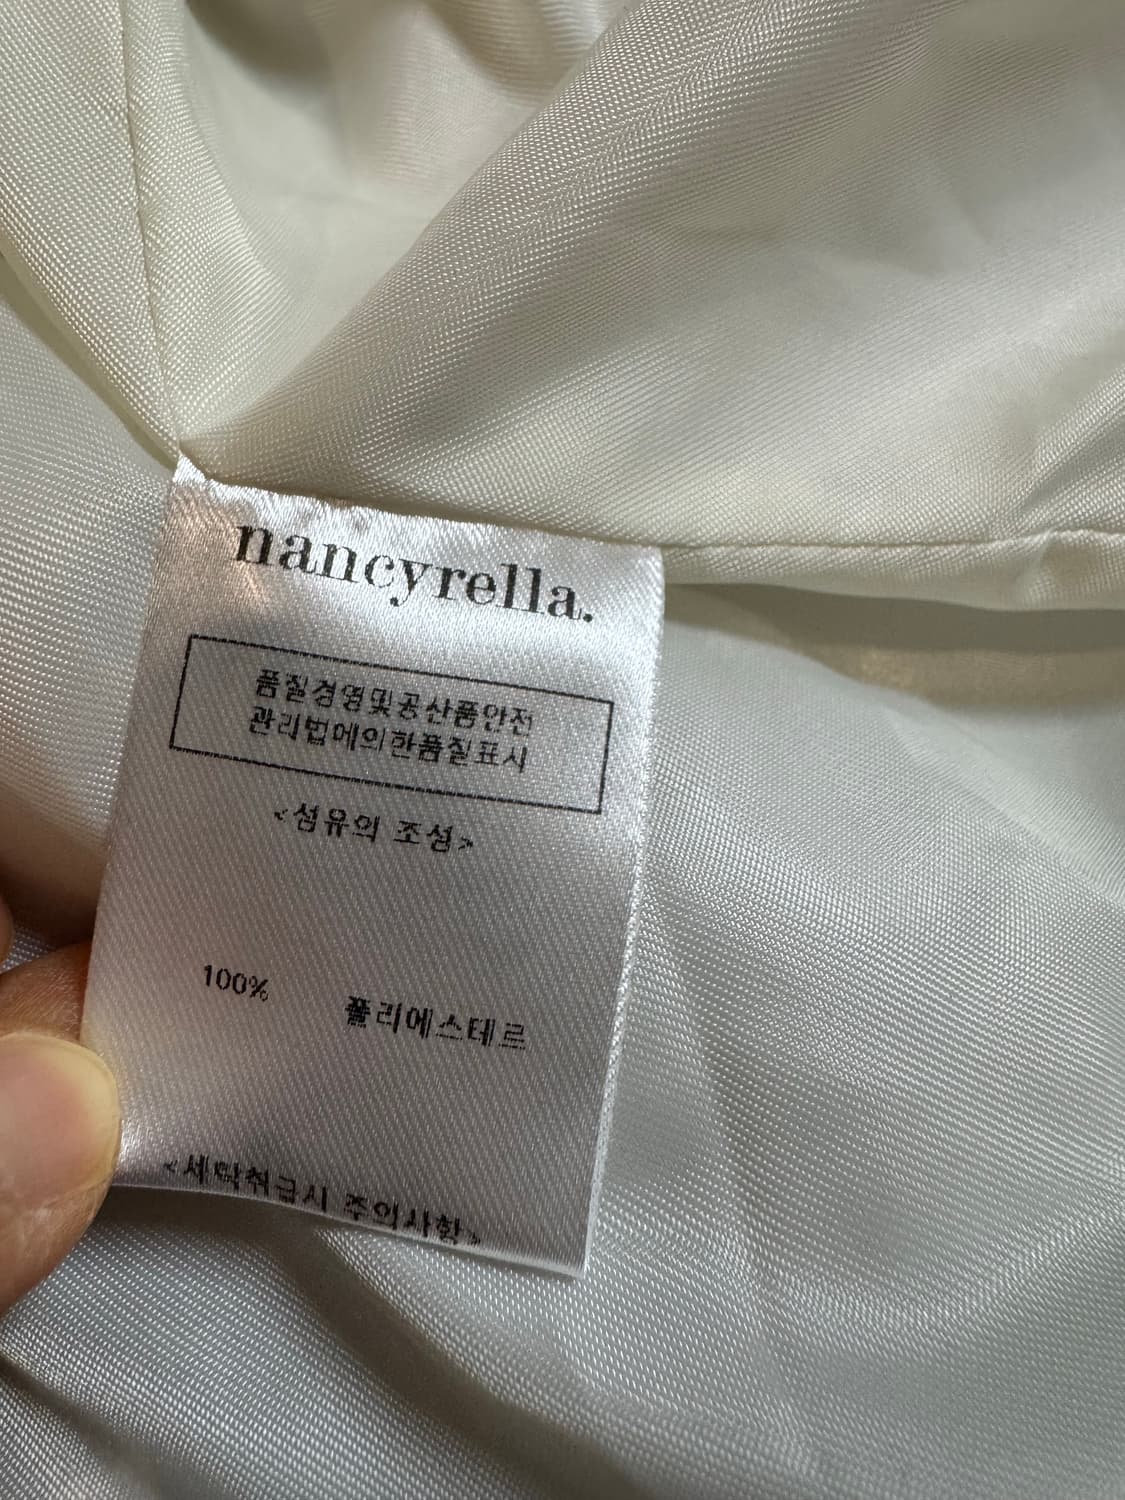 nancyrella.
품질경영및공산품안전
관리법에의한품질표시
<섬유의 조성>
100% 폴리에스테르
<세탁취급시 주의사항>